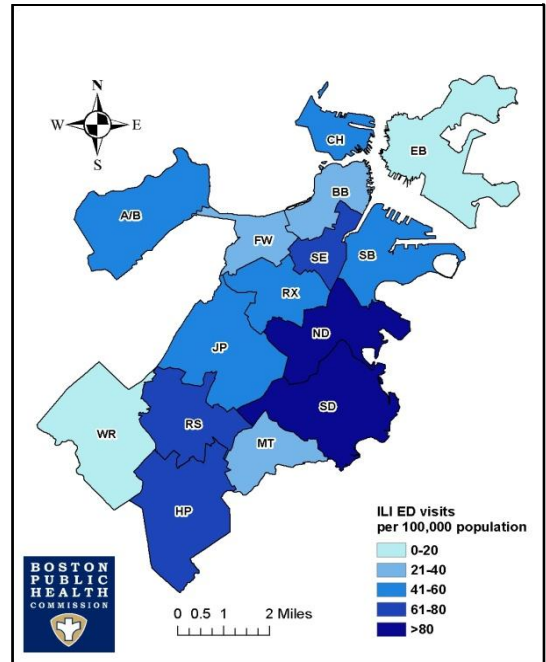 N
W E
S
CH
EB
BB
A/B
FW
SE
SB
RX
ND
JP
SD
WR
RS
MT
HP
ILI ED visits
per 100,000 population
0-20
21-40
41-60
61-80
>80
BOSTON
PUBLIC
HEALTH
COMMISSION
0 0.5 1 2 Miles